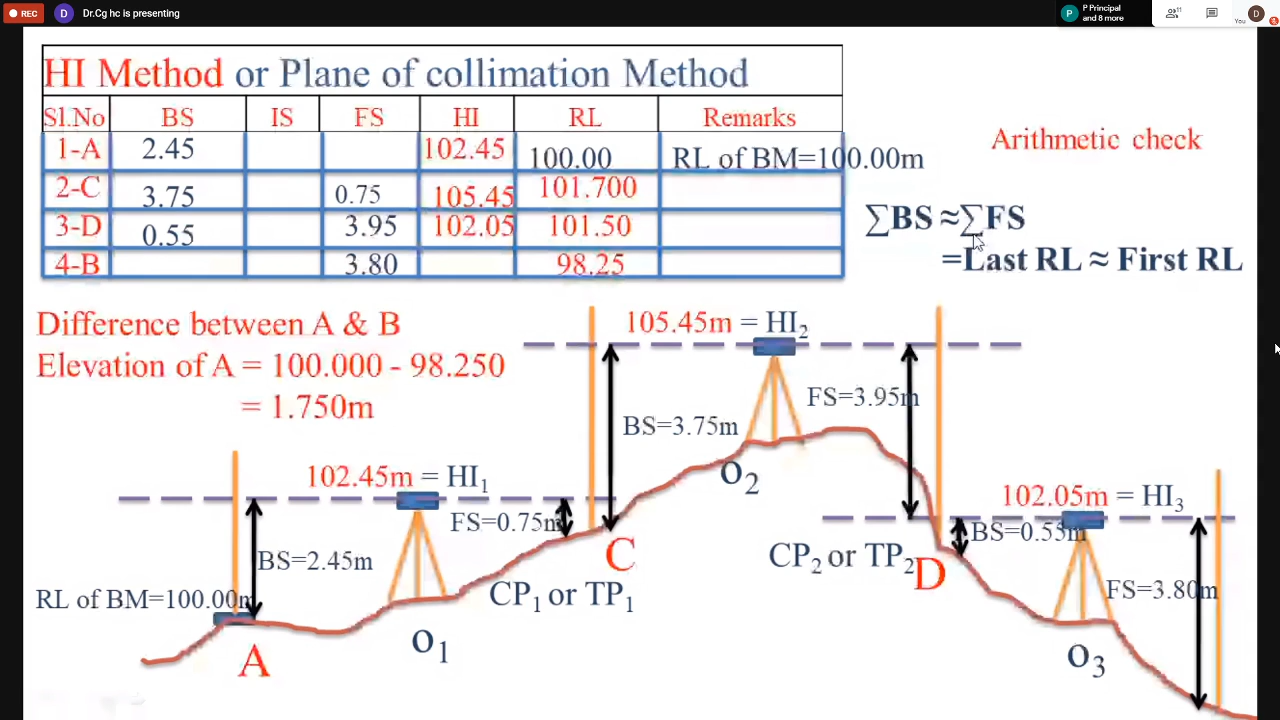 REC
D
Dr.Cg hc is presenting
P
P Principal
and 8 more
11
You
D
HI Method or Plane of collimation Method
Sl.No BS IS FS HI RL Remarks
1-A 2.45 102.45 100.00 RL of BM=100.00m
2-C 3.75 0.75 105.45 101.700
3-D 0.55 3.95 102.05 101.50
4-B 3.80 98.25
Arithmetic check
∑BS ≈∑FS
=Last RL ≈ First RL
Difference between A & B
Elevation of A = 100.000 - 98.250
= 1.750m
105.45m = HI₂
FS=3.95m
BS=3.75m
O₂
102.45m = HI₁
FS=0.75m
BS=2.45m
C
CP₁ or TP₁
RL of BM=100.00m
A
O₁
102.05m = HI₃
BS=0.55m
CP₂ or TP₂
D
FS=3.80m
O₃